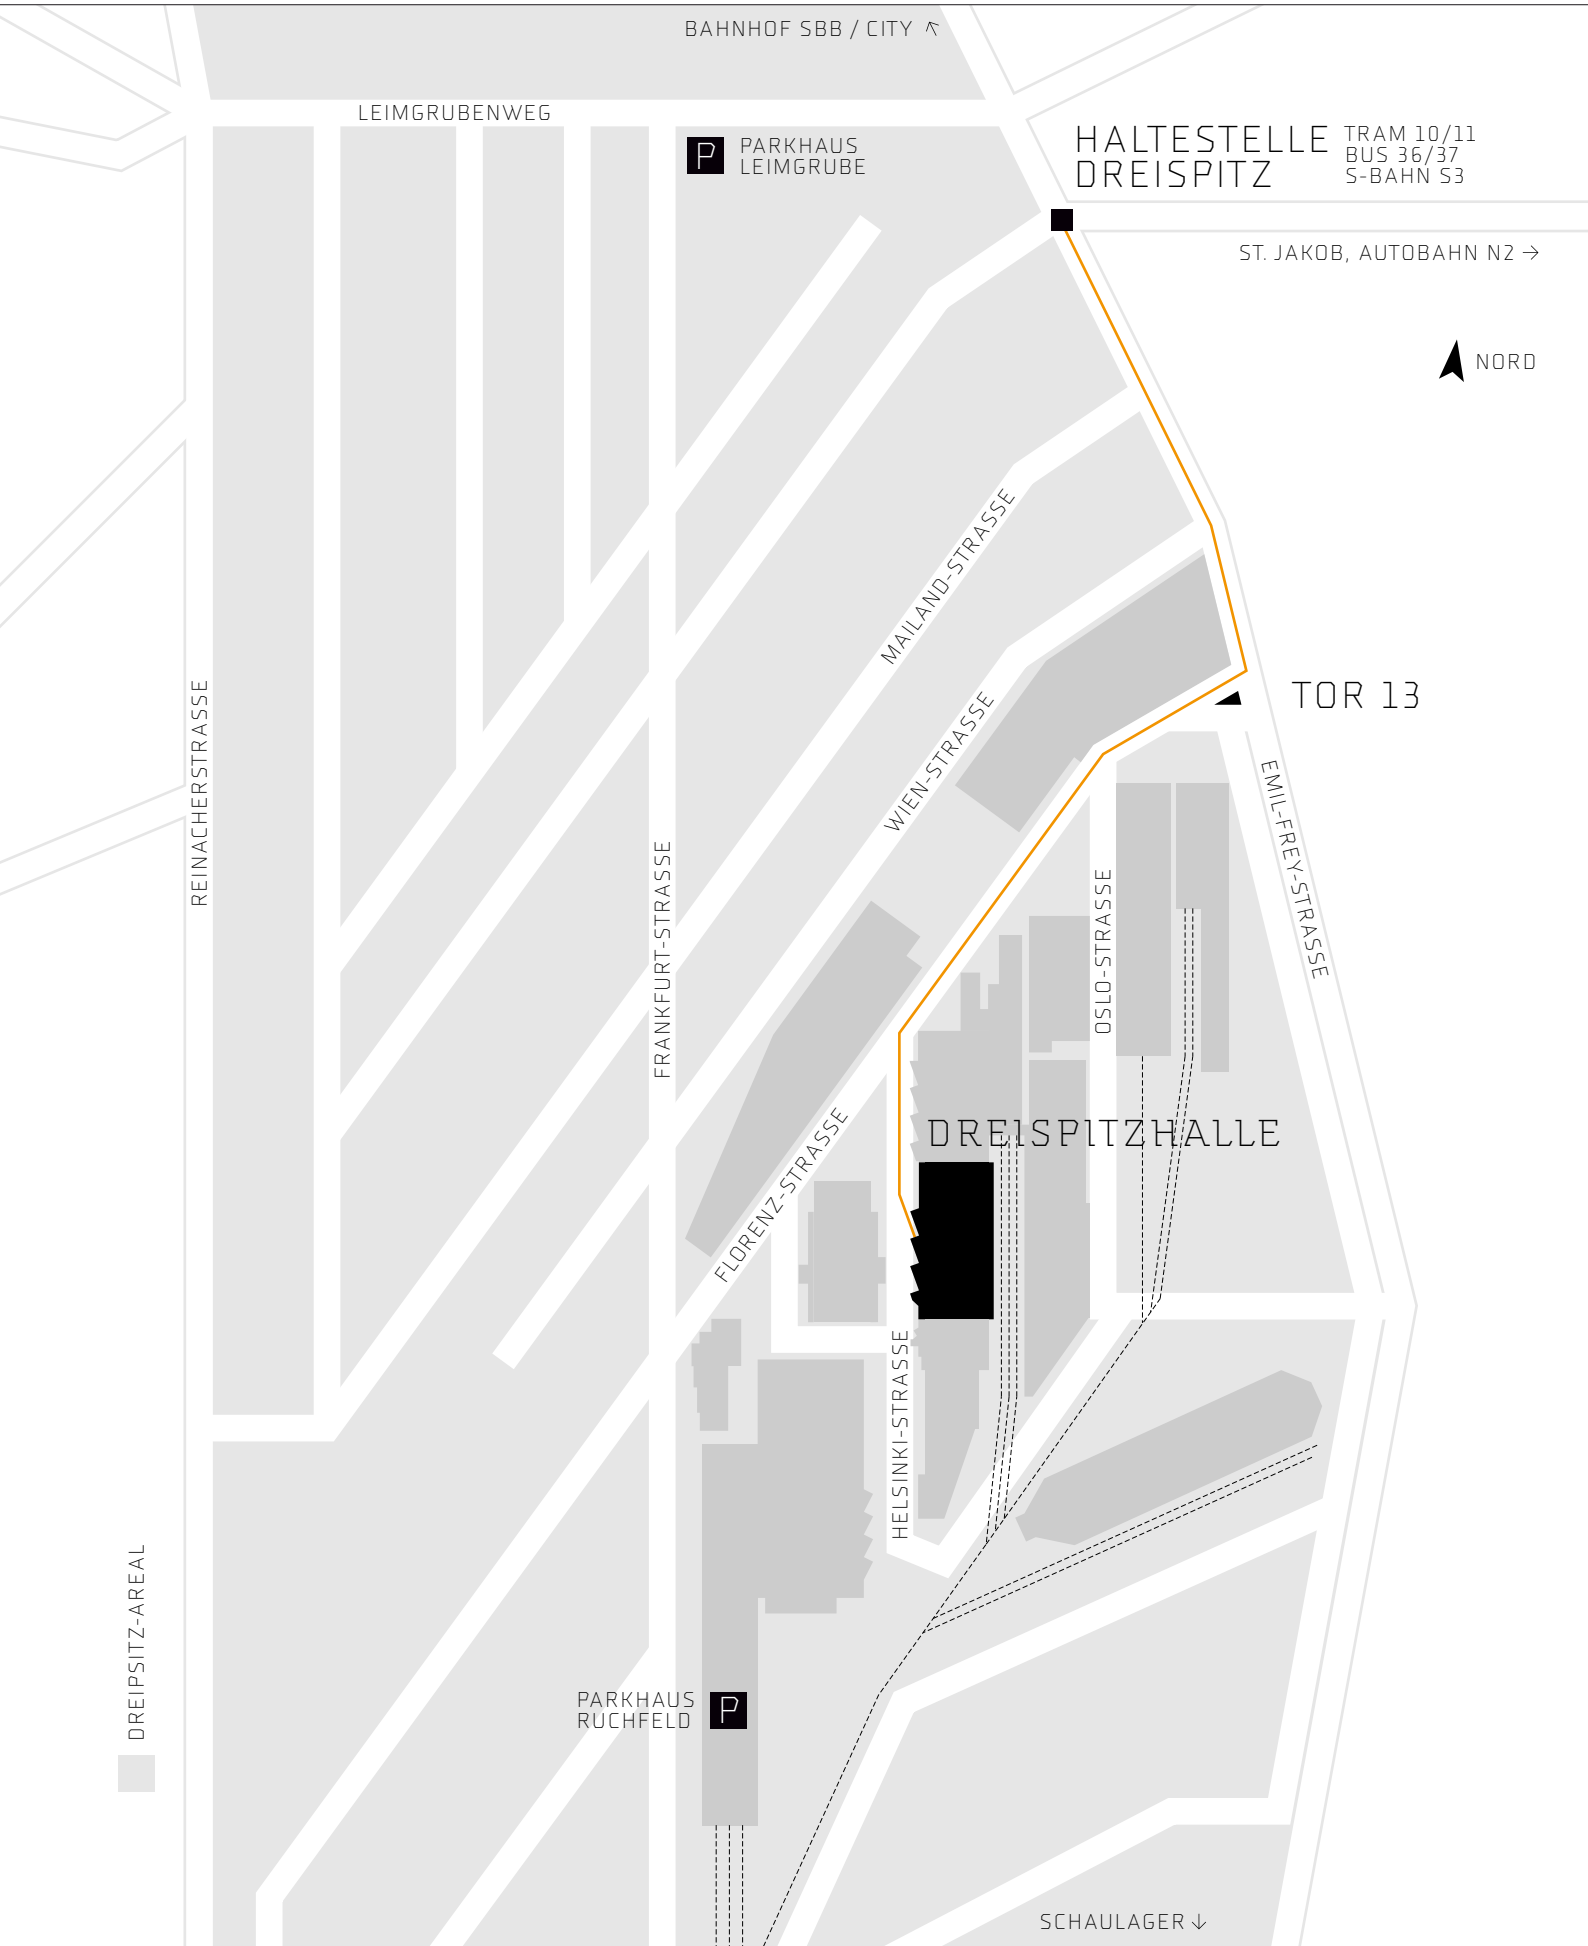 BAHNHOF SBB / CITY ↖
LEIMGRUBENWEG
P
PARKHAUS
LEIMGRUBE
HALTESTELLE
DREISPITZ
TRAM 10/11
BUS 36/37
S-BAHN S3
ST. JAKOB, AUTOBAHN N2 →
NORD
MAILAND-STRASSE
WIEN-STRASSE
TOR 13
REINACHERSTRASSE
FRANKFURT-STRASSE
OSLO-STRASSE
EMIL-FREY-STRASSE
DREISPITZHALLE
FLORENZ-STRASSE
HELSINKI-STRASSE
DREIPSITZ-AREAL
PARKHAUS
RUCHFELD
P
SCHAULAGER ↓